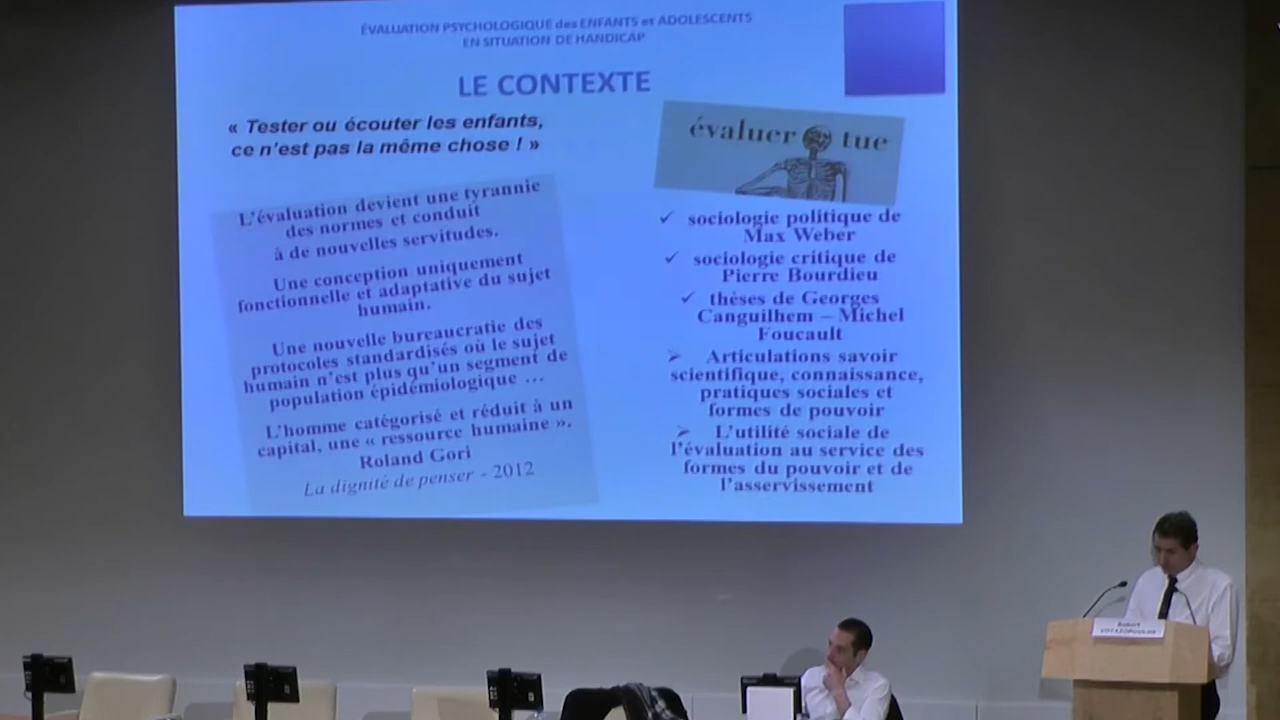 ÉVALUATION PSYCHOLOGIQUE des ENFANTS et ADOLESCENTS
EN SITUATION DE HANDICAP
LE CONTEXTE
« Tester ou écouter les enfants,
ce n'est pas la même chose ! »
L'évaluation devient une tyrannie
des normes et conduit
à de nouvelles servitudes.
Une conception uniquement
fonctionnelle et adaptative du sujet
humain.
Une nouvelle bureaucratie des
protocoles standardisés où le sujet
humain n'est plus qu'un segment de
population épidémiologique ...
L'homme catégorisé et réduit à un
capital, une « ressource humaine ».
Roland Gori
La dignité de penser - 2012
évaluer tue
✓ sociologie politique de
Max Weber
✓ sociologie critique de
Pierre Bourdieu
✓ thèses de Georges
Canguilhem – Michel
Foucault
➢ Articulations savoir
scientifique, connaissance,
pratiques sociales et
formes de pouvoir
➢ L'utilité sociale de
l'évaluation au service des
formes du pouvoir et de
l'asservissement
Robert
VOYAZOPOULOS